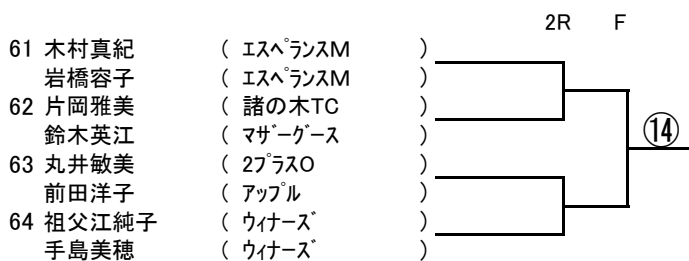 2R F
61 木村真紀 ( ｴｽﾍﾟﾗﾝｽM )
岩橋容子 ( ｴｽﾍﾟﾗﾝｽM )
62 片岡雅美 ( 諸の木TC )
鈴木英江 ( ﾏｻﾞｰｸﾞｰｽ )
⑭
63 丸井敏美 ( 2ﾌﾟﾗｽO )
前田洋子 ( ｱｯﾌﾟﾙ )
64 祖父江純子 ( ｳｨﾅｰｽﾞ )
手島美穂 ( ｳｨﾅｰｽﾞ )